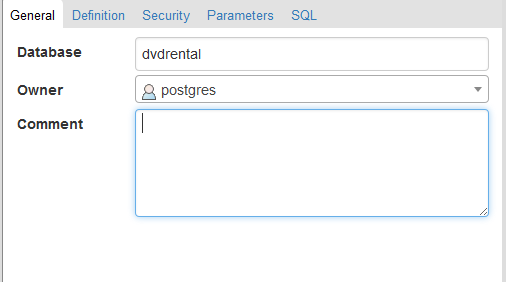 General Definition Security Parameters SQL
Database dvdrental
Owner postgres
Comment